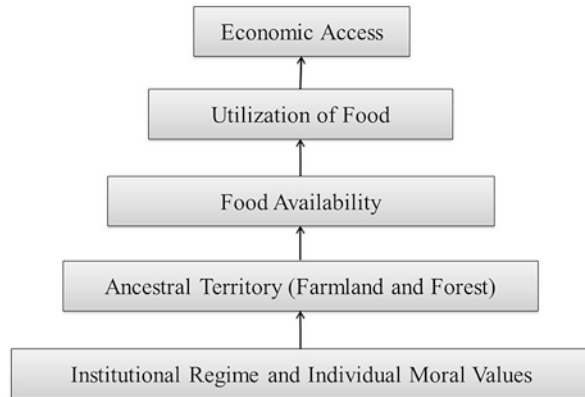 Economic Access
Utilization of Food
Food Availability
Ancestral Territory (Farmland and Forest)
Institutional Regime and Individual Moral Values